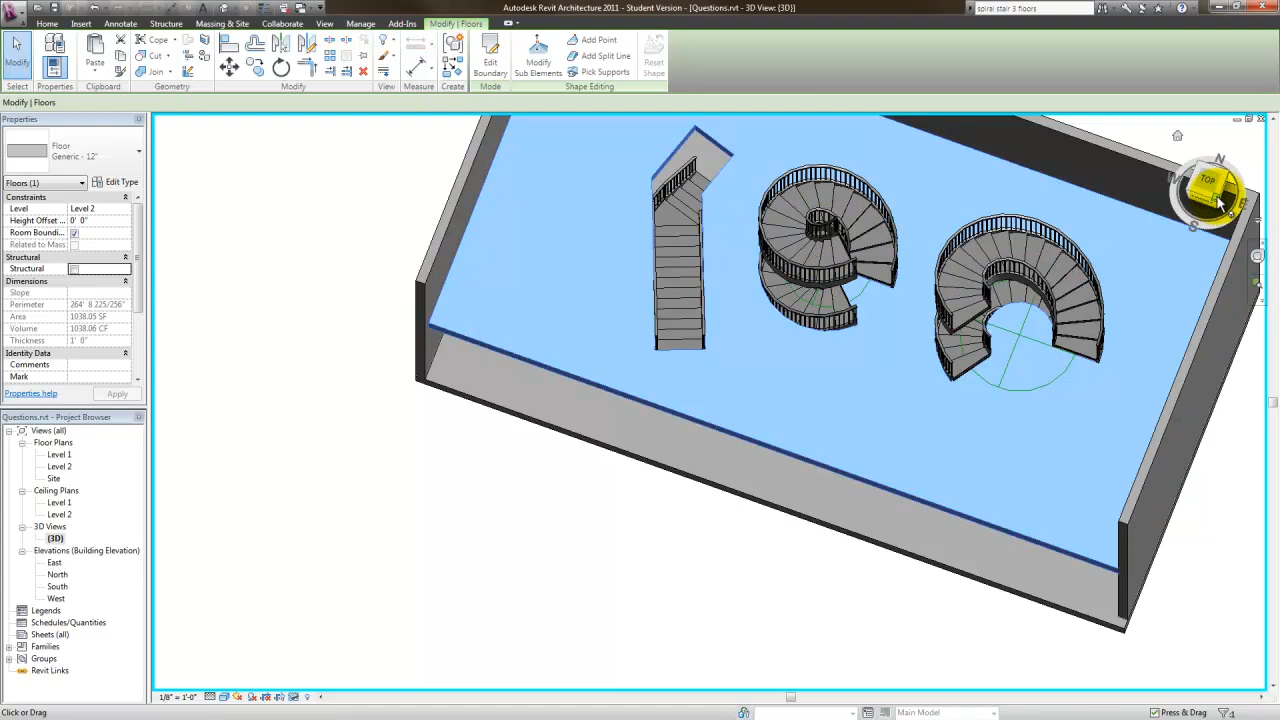 Autodesk Revit Architecture 2011 - Student Version - [Questions.rvt - 3D View: {3D}]
spiral stair 3 floors
Home Insert Annotate Structure Massing & Site Collaborate View Manage Add-Ins Modify | Floors
Modify
Paste
Cope
Cut
Join
Edit
Boundary
Modify
Sub Elements
Add Point
Add Split Line
Pick Supports
Reset
Shape
Select Properties Clipboard Geometry Modify View Measure Create Mode Shape Editing
Modify | Floors
Properties
Floor
Generic - 12"
Floors (1)
Edit Type
Constraints
Level Level 2
Height Offset ... 0' 0"
Room Boundi...
Related to Mass
Structural
Structural
Dimensions
Slope
Perimeter 264' 8 225/256"
Area 1038.05 SF
Volume 1038.06 CF
Thickness 1' 0"
Identity Data
Comments
Mark
Properties help
Apply
Questions.rvt - Project Browser
Views (all)
Floor Plans
Level 1
Level 2
Site
Ceiling Plans
Level 1
Level 2
3D Views
{3D}
Elevations (Building Elevation)
East
North
South
West
Legends
Schedules/Quantities
Sheets (all)
Families
Groups
Revit Links
TOP
N
S
1/8" = 1'-0"
Click or Drag
Main Model
Press & Drag
:1